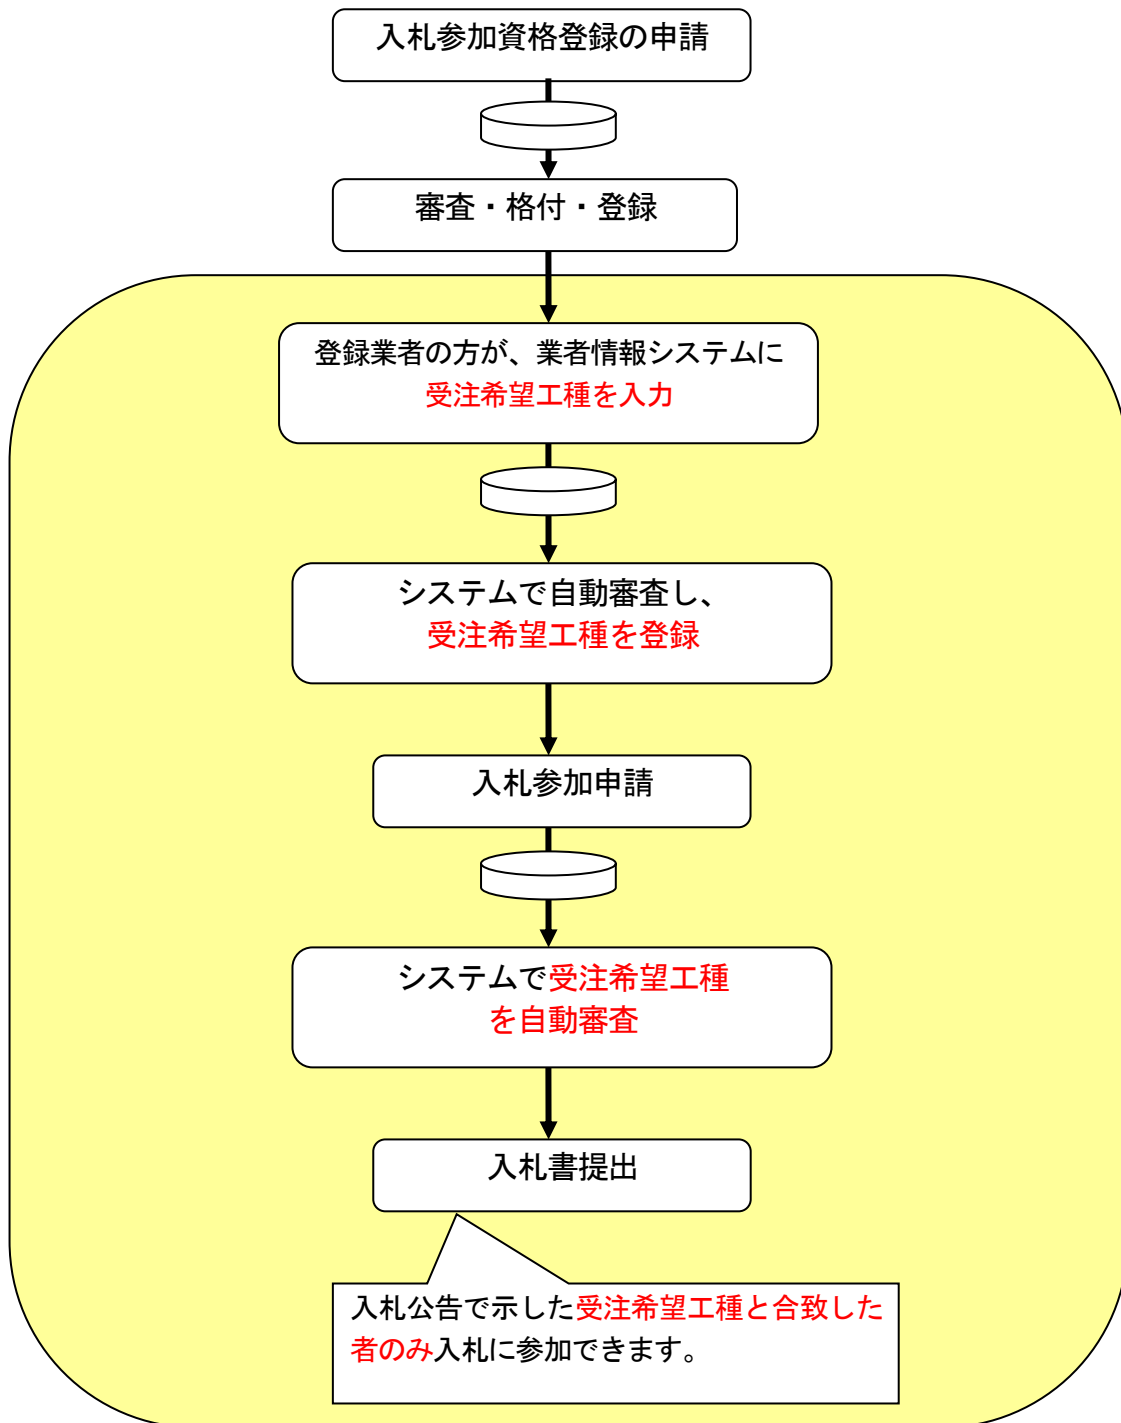 入札参加資格登録の申請
審査・格付・登録
登録業者の方が、業者情報システムに
受注希望工種を入力
システムで自動審査し、
受注希望工種を登録
入札参加申請
システムで受注希望工種
を自動審査
入札書提出
入札公告で示した受注希望工種と合致した
者のみ入札に参加できます。